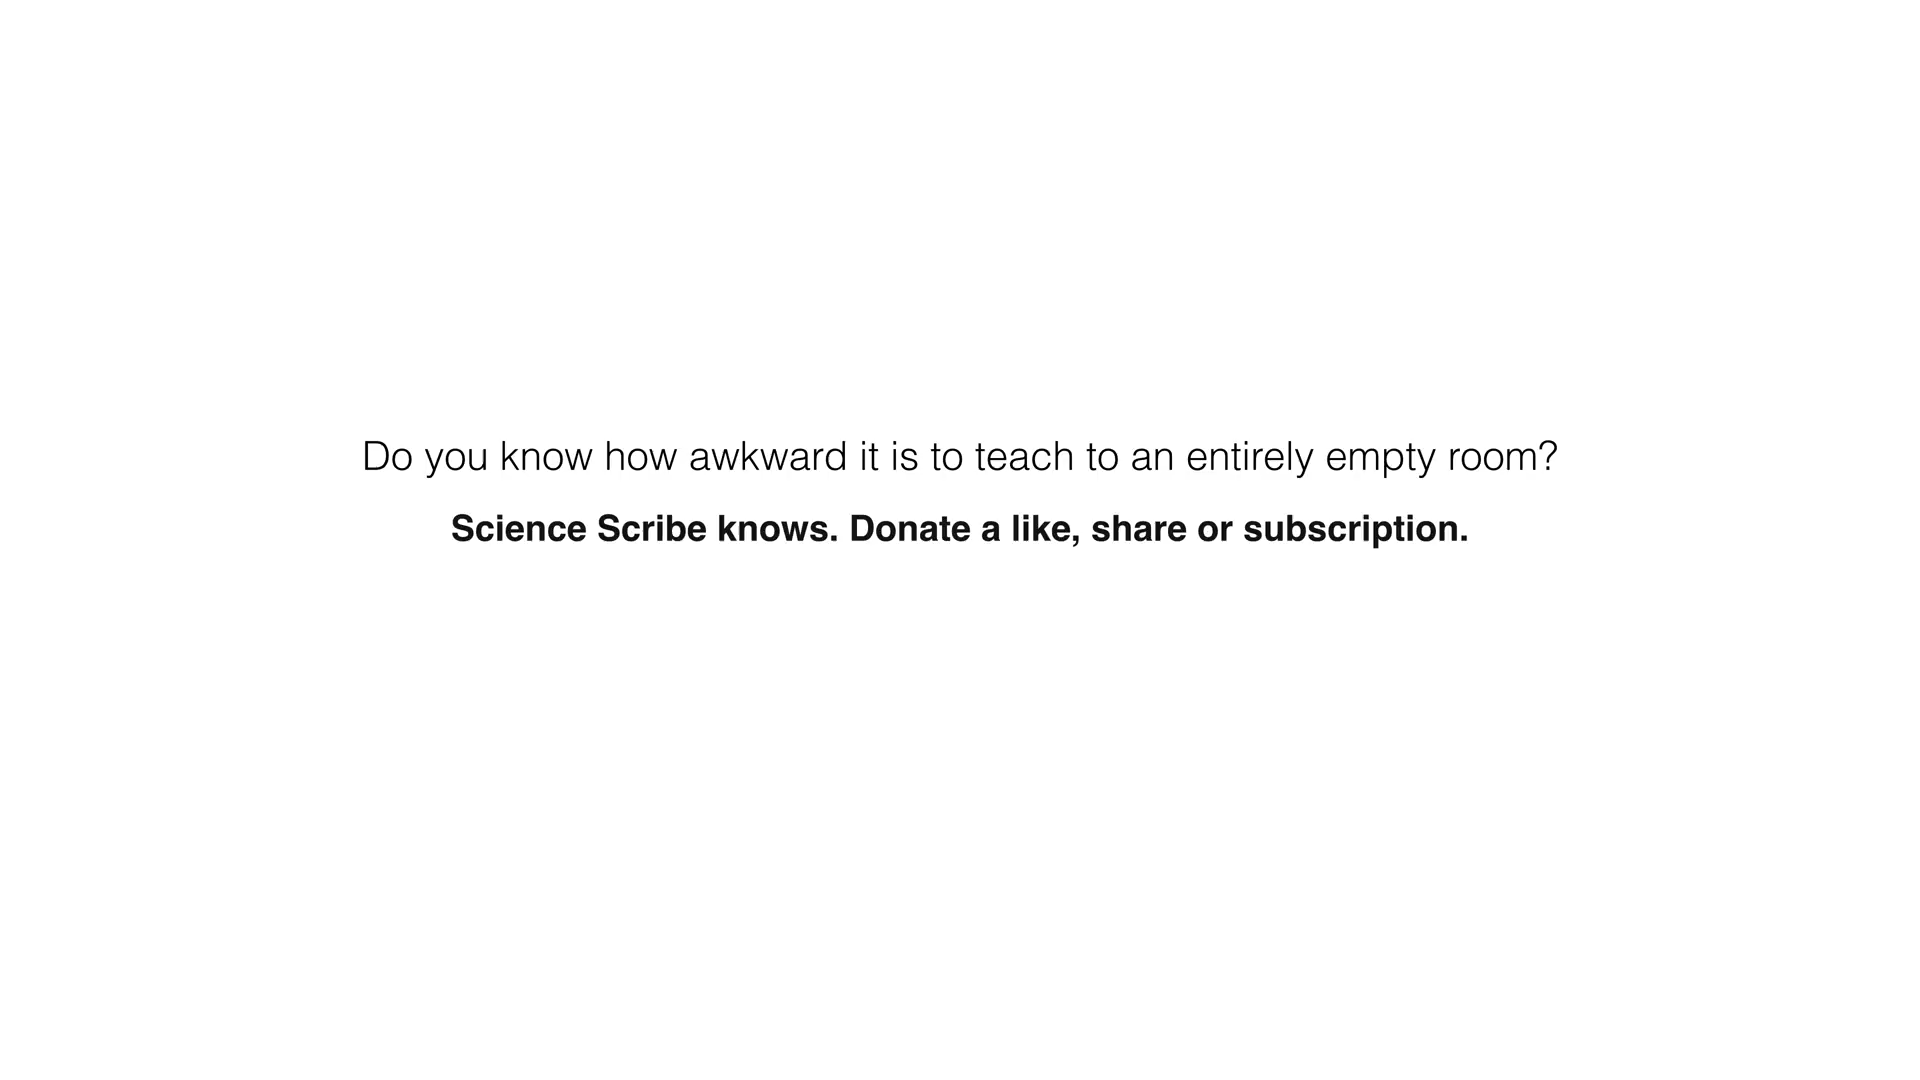 Do you know how awkward it is to teach to an entirely empty room?
Science Scribe knows. Donate a like, share or subscription.